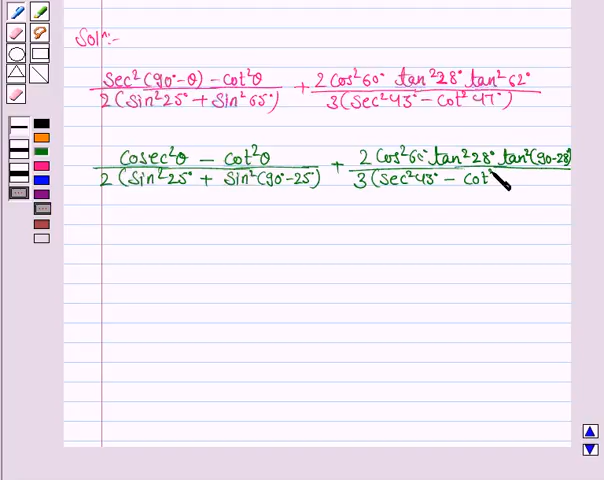 Soln:-
sec²(90°-θ) - cot²θ / 2(sin²25° + sin²65°) + 2cos²60° tan²28° tan²62° / 3(sec²43° - cot²47°)
cosec²θ - cot²θ / 2(sin²25° + sin²(90°-25°) + 2cos²60° tan²28° tan²(90-28) / 3(sec²43° - cot²